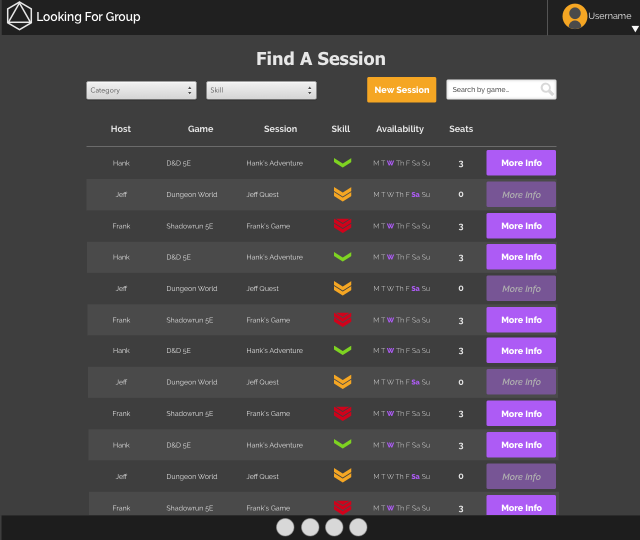 Looking For Group
Username
Find A Session
Category
Skill
New Session
Search by game..
Host Game Session Skill Availability Seats
Hank D&D 5E Hank's Adventure M T W Th F Sa Su 3 More Info
Jeff Dungeon World Jeff Quest M T W Th F Sa Su 0 More Info
Frank Shadowrun 5E Frank's Game M T W Th F Sa Su 3 More Info
Hank D&D 5E Hank's Adventure M T W Th F Sa Su 3 More Info
Jeff Dungeon World Jeff Quest M T W Th F Sa Su 0 More Info
Frank Shadowrun 5E Frank's Game M T W Th F Sa Su 3 More Info
Hank D&D 5E Hank's Adventure M T W Th F Sa Su 3 More Info
Jeff Dungeon World Jeff Quest M T W Th F Sa Su 0 More Info
Frank Shadowrun 5E Frank's Game M T W Th F Sa Su 3 More Info
Hank D&D 5E Hank's Adventure M T W Th F Sa Su 3 More Info
Jeff Dungeon World Jeff Quest M T W Th F Sa Su 0 More Info
Frank Shadowrun 5E Frank's Game M T W Th F Sa Su 3 More Info